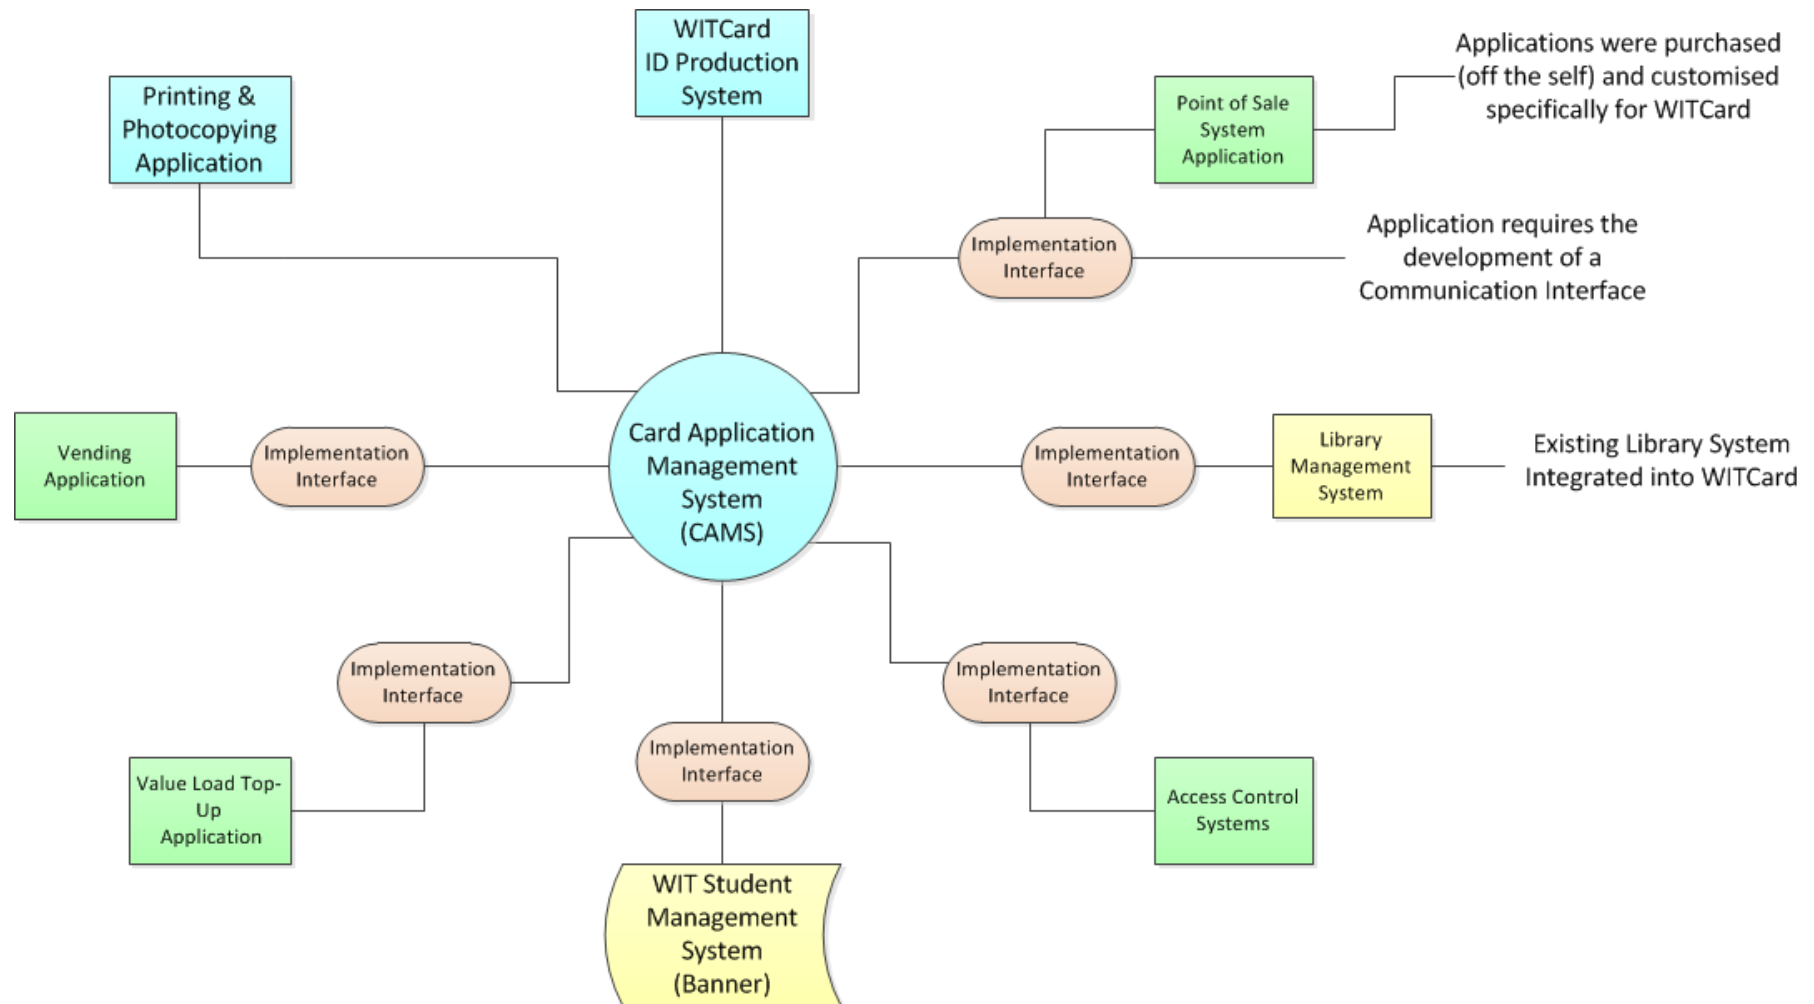 WITCard
ID Production
System
Printing &
Photocopying
Application
Applications were purchased
(off the self) and customised
specifically for WITCard
Point of Sale
System
Application
Implementation
Interface
Application requires the
development of a
Communication Interface
Vending
Application
Implementation
Interface
Card Application
Management
System
(CAMS)
Implementation
Interface
Library
Management
System
Existing Library System
Integrated into WITCard
Implementation
Interface
Implementation
Interface
Implementation
Interface
Value Load Top-
Up
Application
Access Control
Systems
WIT Student
Management
System
(Banner)